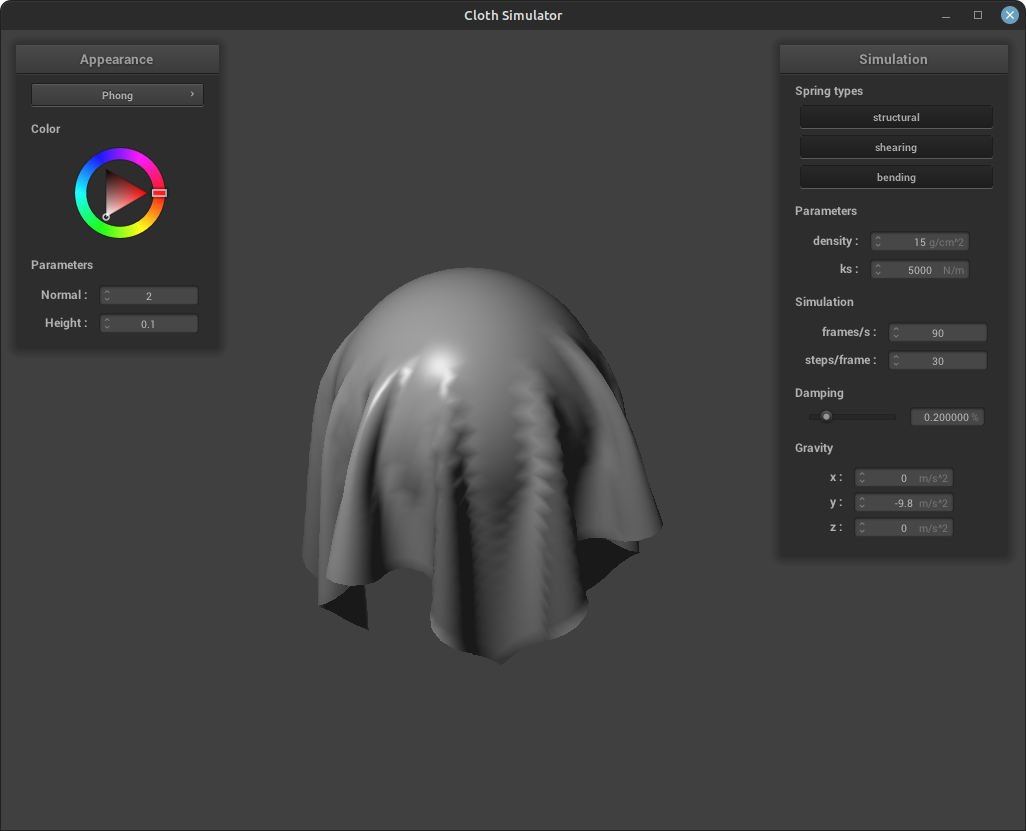 Cloth Simulator
Appearance
Phong
Color
Parameters
Normal : 2
Height : 0.1
Simulation
Spring types
structural
shearing
bending
Parameters
density : 15 g/cm^2
ks : 5000 N/m
Simulation
frames/s : 90
steps/frame : 30
Damping
0.200000 %
Gravity
x : 0 m/s^2
y : -9.8 m/s^2
z : 0 m/s^2